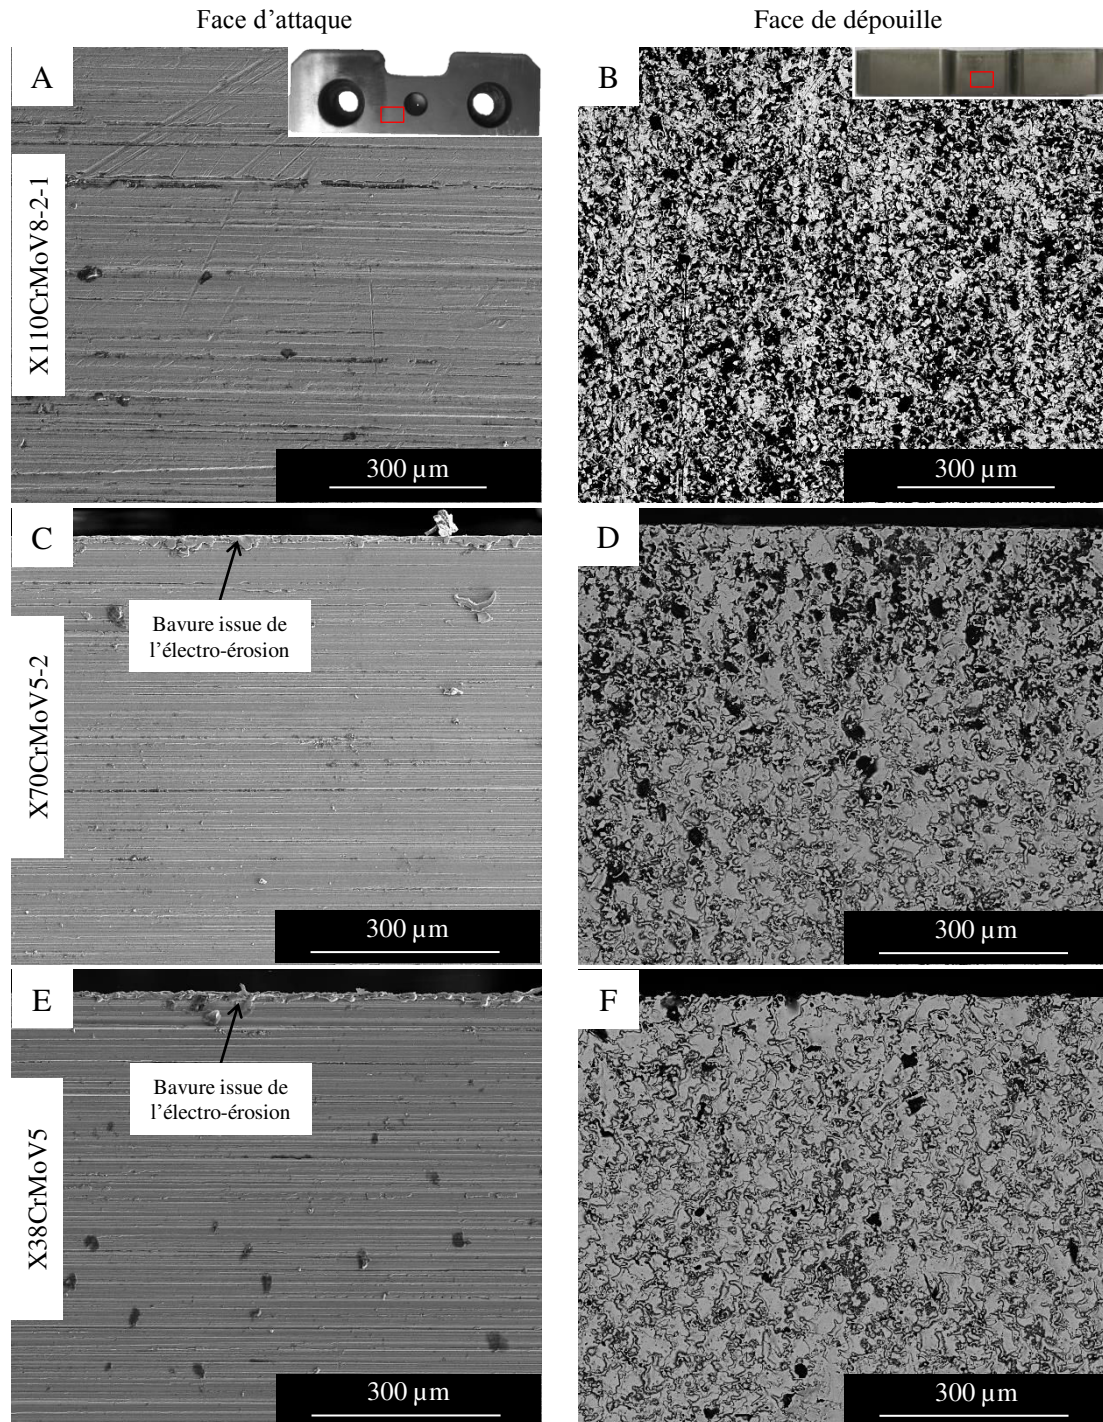 Face d’attaque
Face de dépouille
A
B
X110CrMoV8-2-1
300 µm
300 µm
C
D
Bavure issue de
l’électro-érosion
X70CrMoV5-2
300 µm
300 µm
E
F
Bavure issue de
l’électro-érosion
X38CrMoV5
300 µm
300 µm